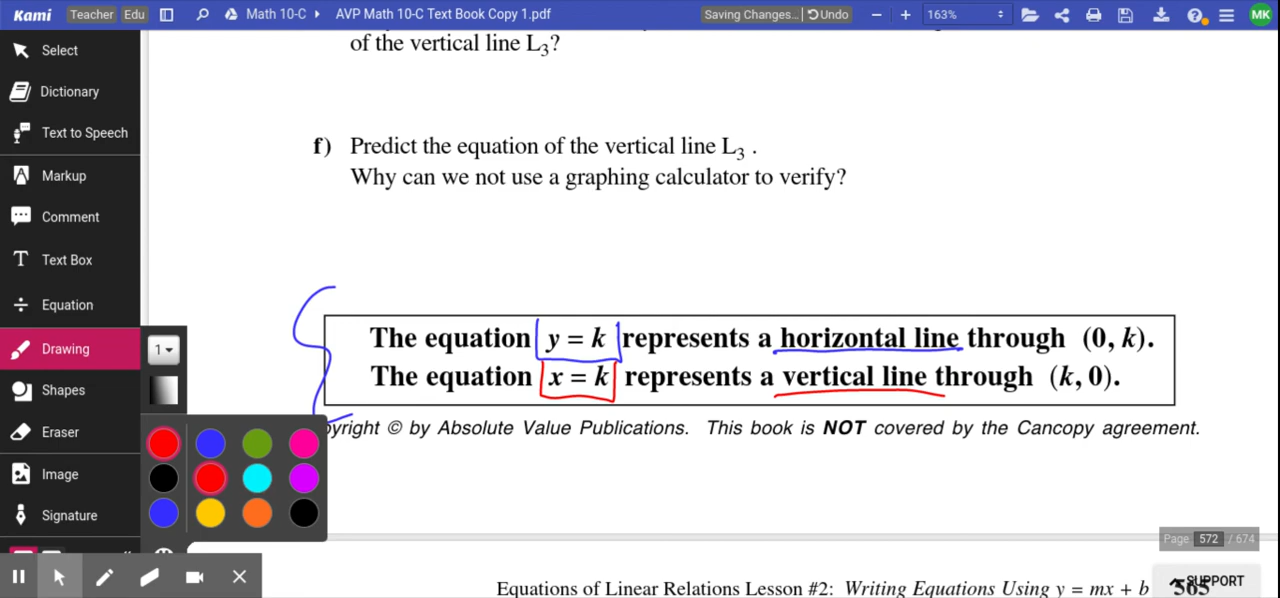 Kami Teacher Edu Math 10-C AVP Math 10-C Text Book Copy 1.pdf Saving Changes... Undo 163% MK
Select
Dictionary
Text to Speech
Markup
Comment
Text Box
Equation
Drawing
1
Shapes
Eraser
Image
Signature
of the vertical line L3?
f) Predict the equation of the vertical line L3 .
Why can we not use a graphing calculator to verify?
The equation y = k represents a horizontal line through (0, k).
The equation x = k represents a vertical line through (k, 0).
pyright © by Absolute Value Publications. This book is NOT covered by the Cancopy agreement.
Page 572 / 674
Equations of Linear Relations Lesson #2: Writing Equations Using y = mx + b 565
SUPPORT